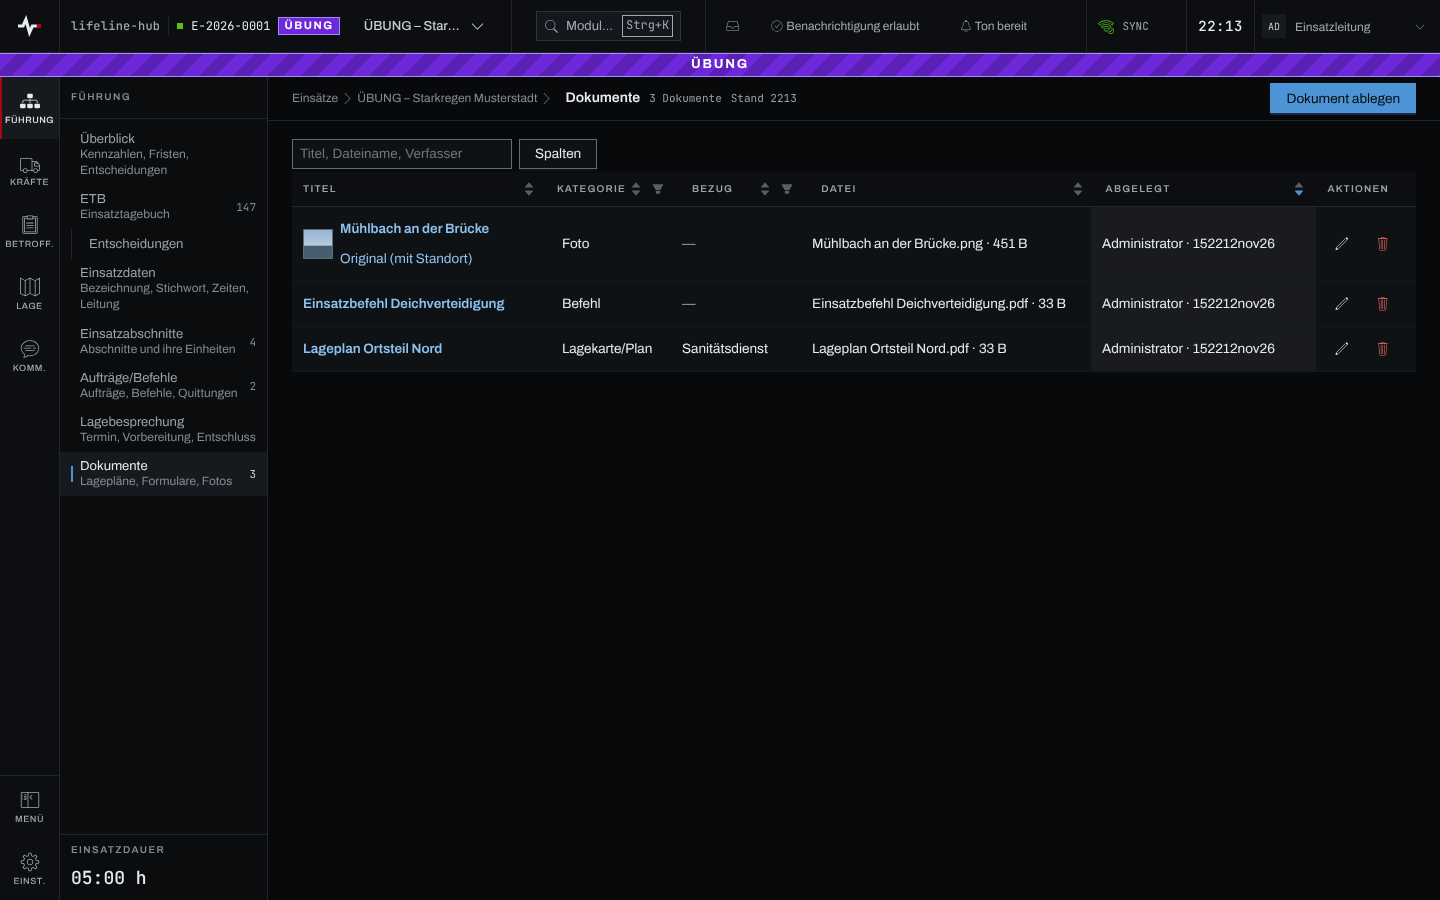 lifeline-hub E-2026-0001 ÜBUNG ÜBUNG – Star... Modul... Strg+K Benachrichtigung erlaubt Ton bereit SYNC 22:13 AD Einsatzleitung
ÜBUNG
FÜHRUNG
KRÄFTE
BETROFF.
LAGE
KOMM.
MENÜ
EINST.
FÜHRUNG
Überblick
Kennzahlen, Fristen,
Entscheidungen
ETB
Einsatztagebuch 147
Entscheidungen
Einsatzdaten
Bezeichnung, Stichwort, Zeiten,
Leitung
Einsatzabschnitte
Abschnitte und ihre Einheiten 4
Aufträge/Befehle
Aufträge, Befehle, Quittungen 2
Lagebesprechung
Termin, Vorbereitung, Entschluss
Dokumente
Lagepläne, Formulare, Fotos 3
EINSATZDAUER
05:00 h
Einsätze ÜBUNG – Starkregen Musterstadt Dokumente 3 Dokumente Stand 2213 Dokument ablegen
Titel, Dateiname, Verfasser Spalten
TITEL KATEGORIE BEZUG DATEI ABGELEGT AKTIONEN
Mühlbach an der Brücke
Original (mit Standort) Foto — Mühlbach an der Brücke.png · 451 B Administrator · 152212nov26
Einsatzbefehl Deichverteidigung Befehl — Einsatzbefehl Deichverteidigung.pdf · 33 B Administrator · 152212nov26
Lageplan Ortsteil Nord Lagekarte/Plan Sanitätsdienst Lageplan Ortsteil Nord.pdf · 33 B Administrator · 152212nov26